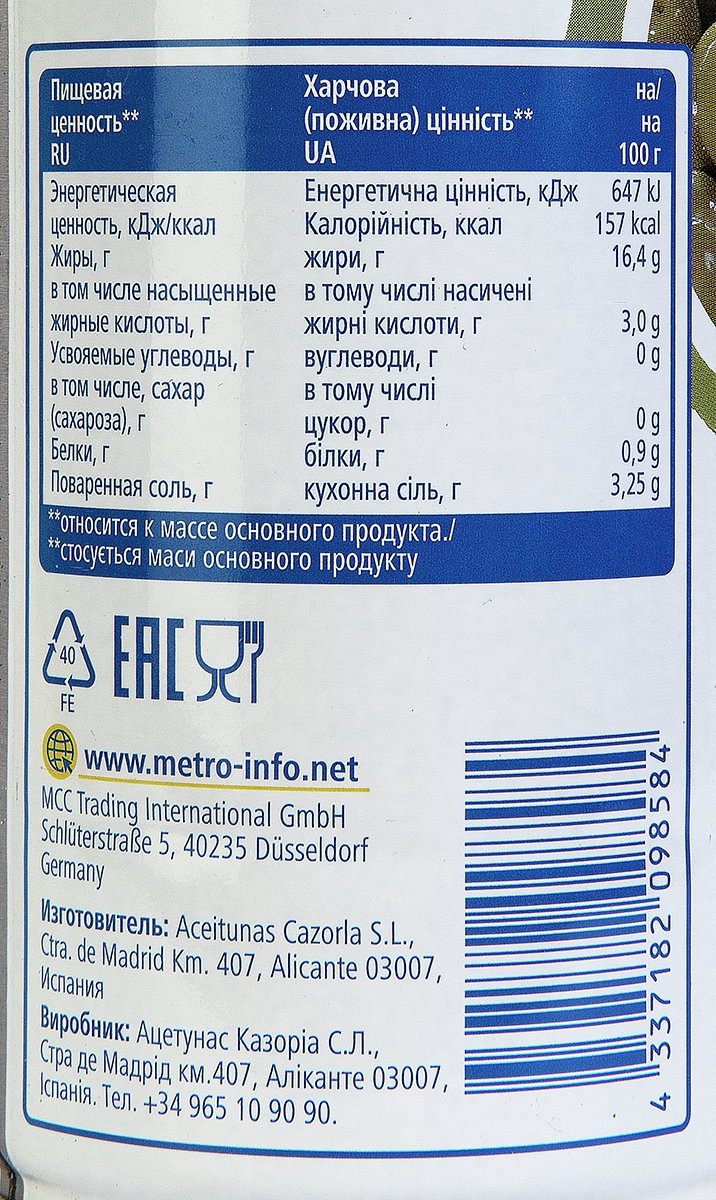 Пищевая
ценность**
RU
Харчова
(поживна) цінність**
UA
на/
на
100 г
Энергетическая
ценность, кДж/ккал
Жиры, г
в том числе насыщенные
жирные кислоты, г
Усвояемые углеводы, г
в том числе, сахар
(сахароза), г
Белки, г
Поваренная соль, г
Енергетична цінність, кДж
Калорійність, ккал
жири, г
в тому числі насичені
жирні кислоти, г
вуглеводи, г
в тому числі
цукор, г
білки, г
кухонна сіль, г
647 kJ
157 kcal
16,4 g
3,0 g
0 g
0 g
0,9 g
3,25 g
**относится к массе основного продукта./
**стосується маси основного продукту
40
FE
EAC
www.metro-info.net
MCC Trading International GmbH
Schlüterstraße 5, 40235 Düsseldorf
Germany
Изготовитель: Aceitunas Cazorla S.L.,
Ctra. de Madrid Km. 407, Alicante 03007,
Испания
Виробник: Ацетунас Казоріа С.Л.,
Стра де Мадрід км.407, Аліканте 03007,
Іспанія. Тел. +34 965 10 90 90.
4 337182 098584